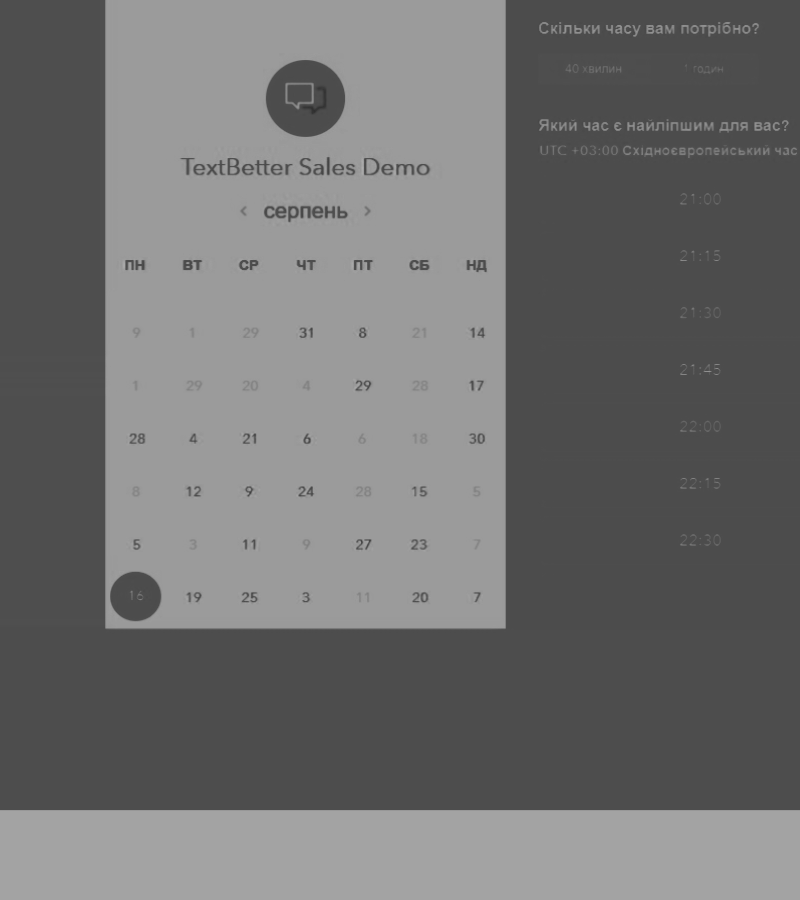 TextBetter Sales Demo
‹ серпень ›
ПН ВТ СР ЧТ ПТ СБ НД
9 1 29 31 8 21 14
1 29 20 4 29 28 17
28 4 21 6 6 18 30
8 12 9 24 28 15 5
5 3 11 9 27 23 7
16 19 25 3 11 20 7
Скільки часу вам потрібно?
40 хвилин 1 годин
Який час є найліпшим для вас?
UTC +03:00 Східноєвропейський час
21:00
21:15
21:30
21:45
22:00
22:15
22:30